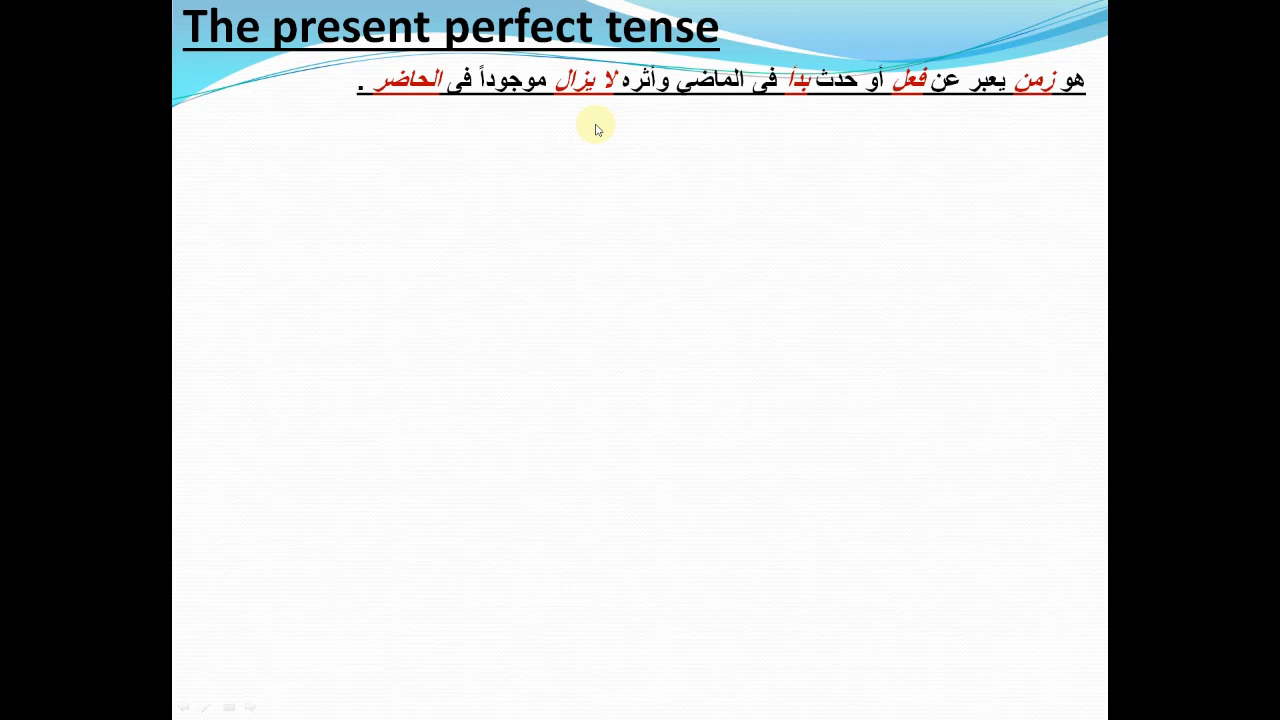 The present perfect tense
هو زمن يعبر عن فعل أو حدث بدأ في الماضي وأثره لا يزال موجوداً في الحاضر .